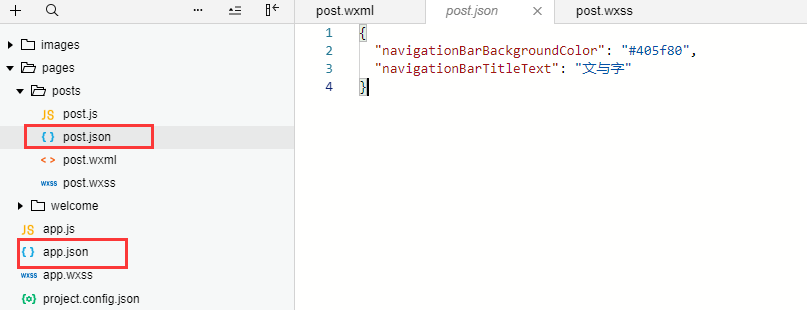 post.wxml
post.json
post.wxss
images
pages
posts
JS post.js
{ } post.json
< > post.wxml
wxss post.wxss
welcome
JS app.js
{ } app.json
wxss app.wxss
{o} project.config.json
1 {
2 "navigationBarBackgroundColor": "#405f80",
3 "navigationBarTitleText": "文与字"
4 }